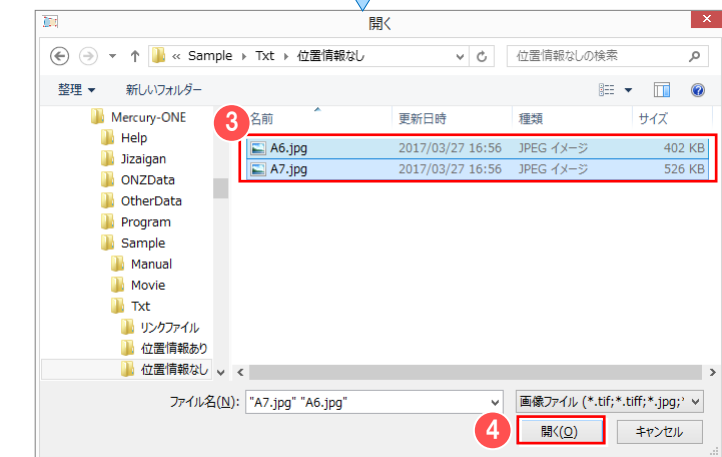 開く
« Sample ▸ Txt ▸ 位置情報なし
位置情報なしの検索
整理 ▼ 新しいフォルダー
Mercury-ONE
Help
Jizaigan
ONZData
OtherData
Program
Sample
Manual
Movie
Txt
リンクファイル
位置情報あり
位置情報なし
3
名前 更新日時 種類 サイズ
A6.jpg 2017/03/27 16:56 JPEG イメージ 402 KB
A7.jpg 2017/03/27 16:56 JPEG イメージ 526 KB
ファイル名(N): "A7.jpg" "A6.jpg"
画像ファイル (*.tif;*.tiff;*.jpg;*
4
開く(O) キャンセル